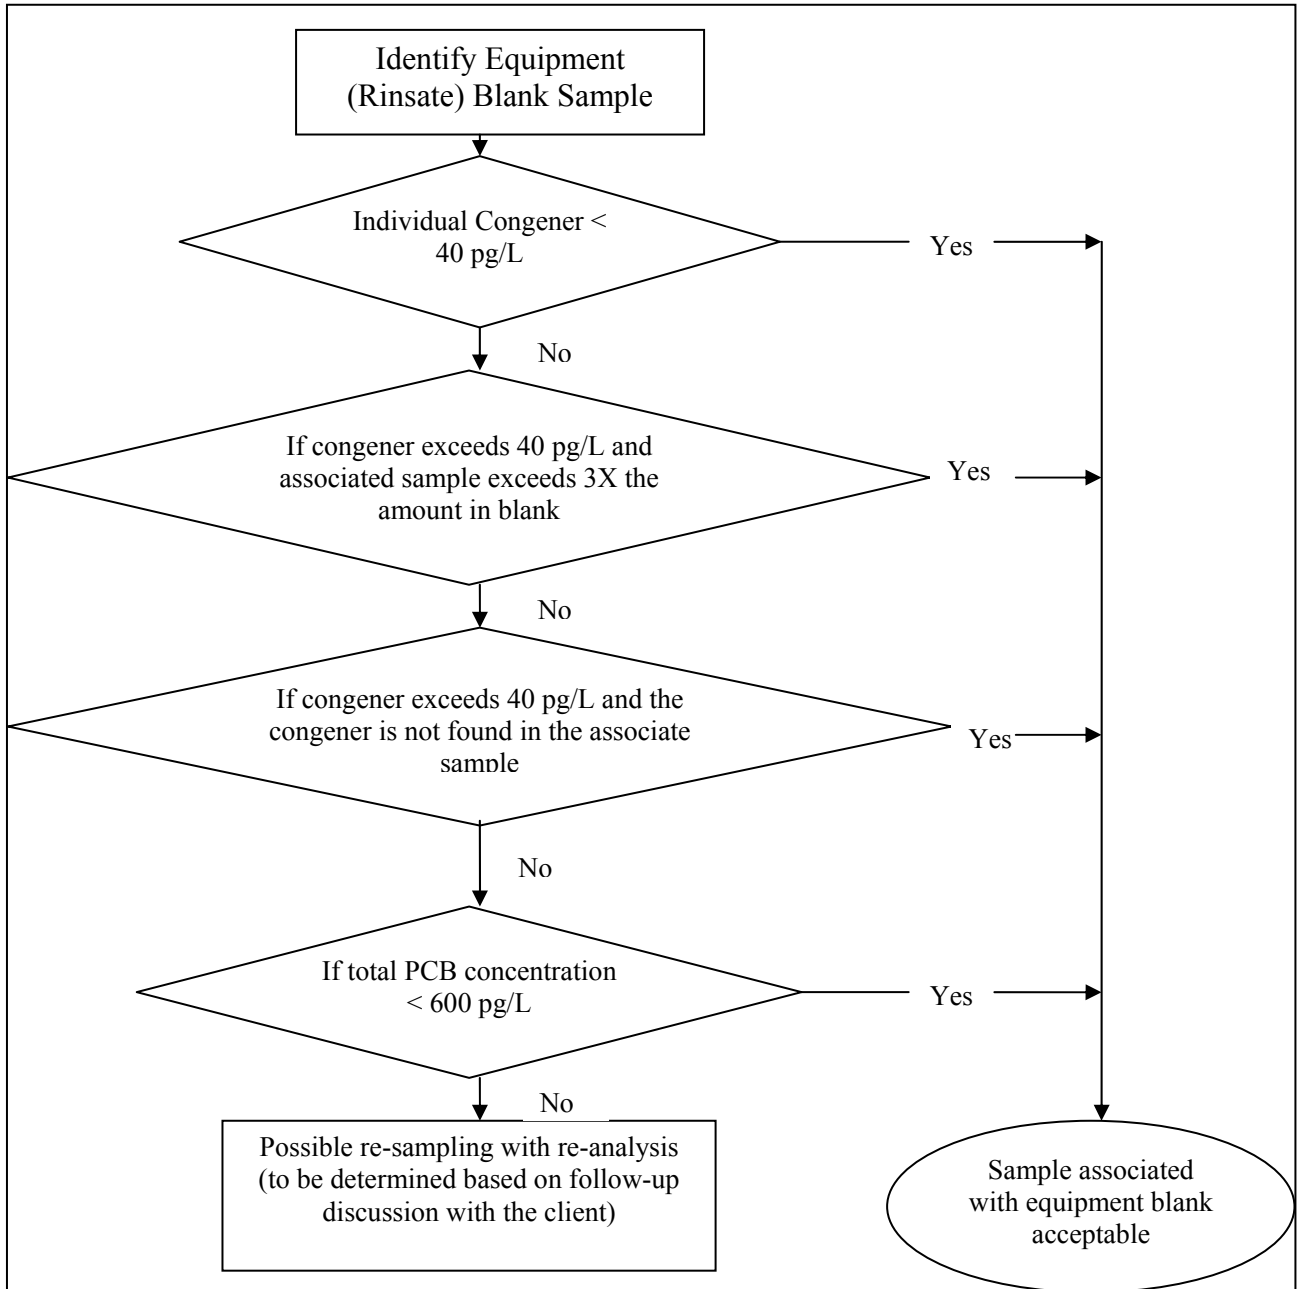 Identify Equipment
(Rinsate) Blank Sample
Individual Congener <
40 pg/L
Yes
No
If congener exceeds 40 pg/L and
associated sample exceeds 3X the
amount in blank
Yes
No
If congener exceeds 40 pg/L and the
congener is not found in the associate
sample
Yes
No
If total PCB concentration
< 600 pg/L
Yes
No
Possible re-sampling with re-analysis
(to be determined based on follow-up
discussion with the client)
Sample associated
with equipment blank
acceptable